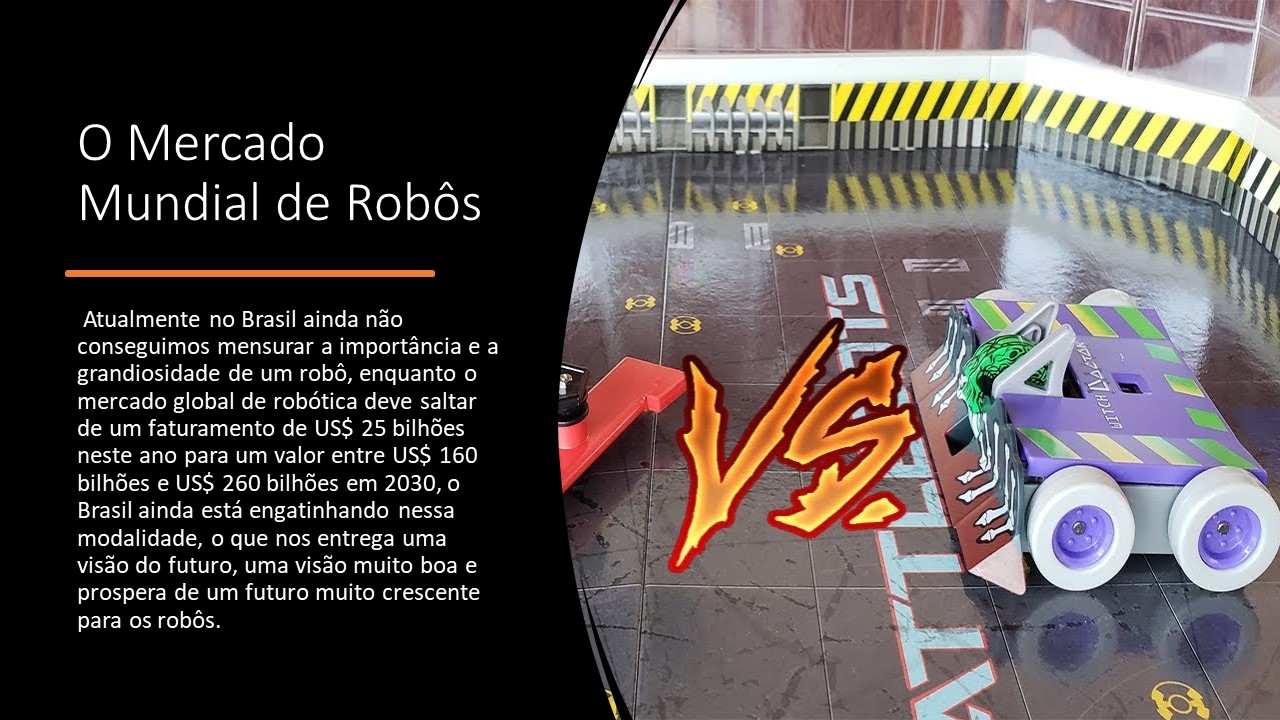 O Mercado
Mundial de Robôs
Atualmente no Brasil ainda não
conseguimos mensurar a importância e a
grandiosidade de um robô, enquanto o
mercado global de robótica deve saltar
de um faturamento de US$ 25 bilhões
neste ano para um valor entre US$ 160
bilhões e US$ 260 bilhões em 2030, o
Brasil ainda está engatinhando nessa
modalidade, o que nos entrega uma
visão do futuro, uma visão muito boa e
prospera de um futuro muito crescente
para os robôs.
VS.
WITCH DOCTOR